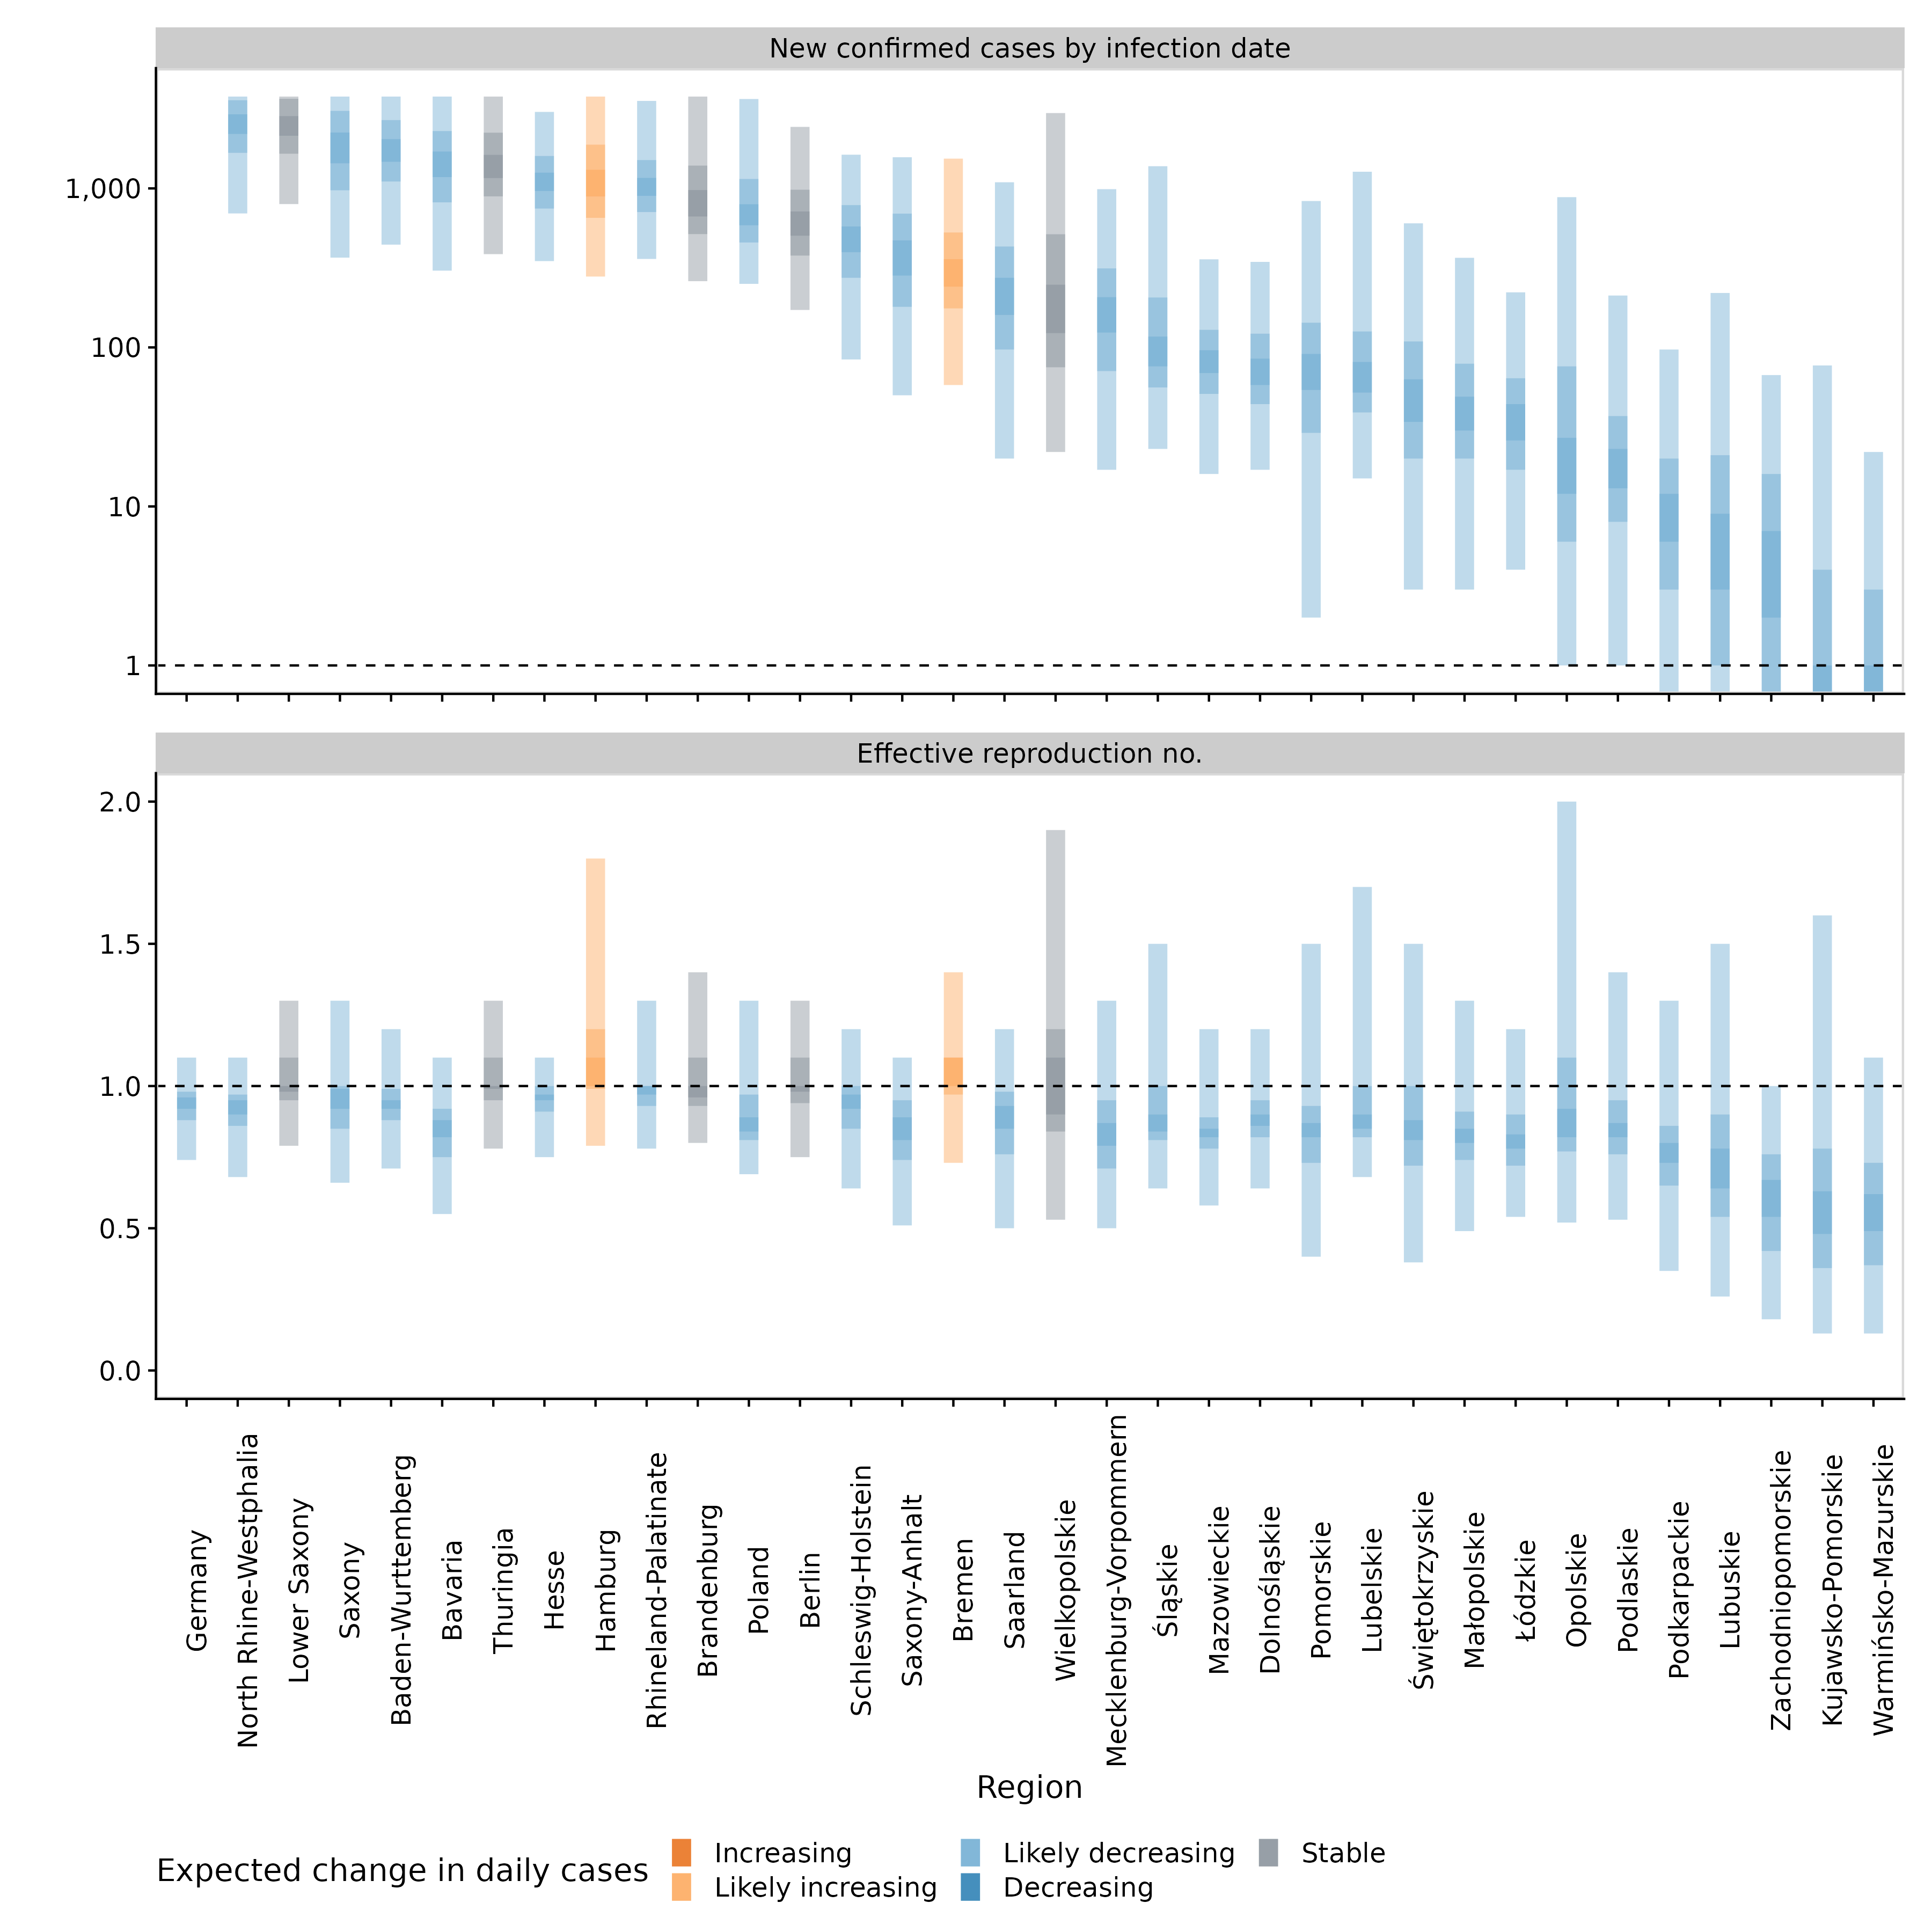 New confirmed cases by infection date
1,000
100
10
1
Effective reproduction no.
2.0
1.5
1.0
0.5
0.0
Germany
North Rhine-Westphalia
Lower Saxony
Saxony
Baden-Wurttemberg
Bavaria
Thuringia
Hesse
Hamburg
Rhineland-Palatinate
Brandenburg
Poland
Berlin
Schleswig-Holstein
Saxony-Anhalt
Bremen
Saarland
Wielkopolskie
Mecklenburg-Vorpommern
Śląskie
Mazowieckie
Dolnośląskie
Pomorskie
Lubelskie
Świętokrzyskie
Małopolskie
Łódzkie
Opolskie
Podlaskie
Podkarpackie
Lubuskie
Zachodniopomorskie
Kujawsko-Pomorskie
Warmińsko-Mazurskie
Region
Expected change in daily cases
Increasing
Likely increasing
Likely decreasing
Decreasing
Stable